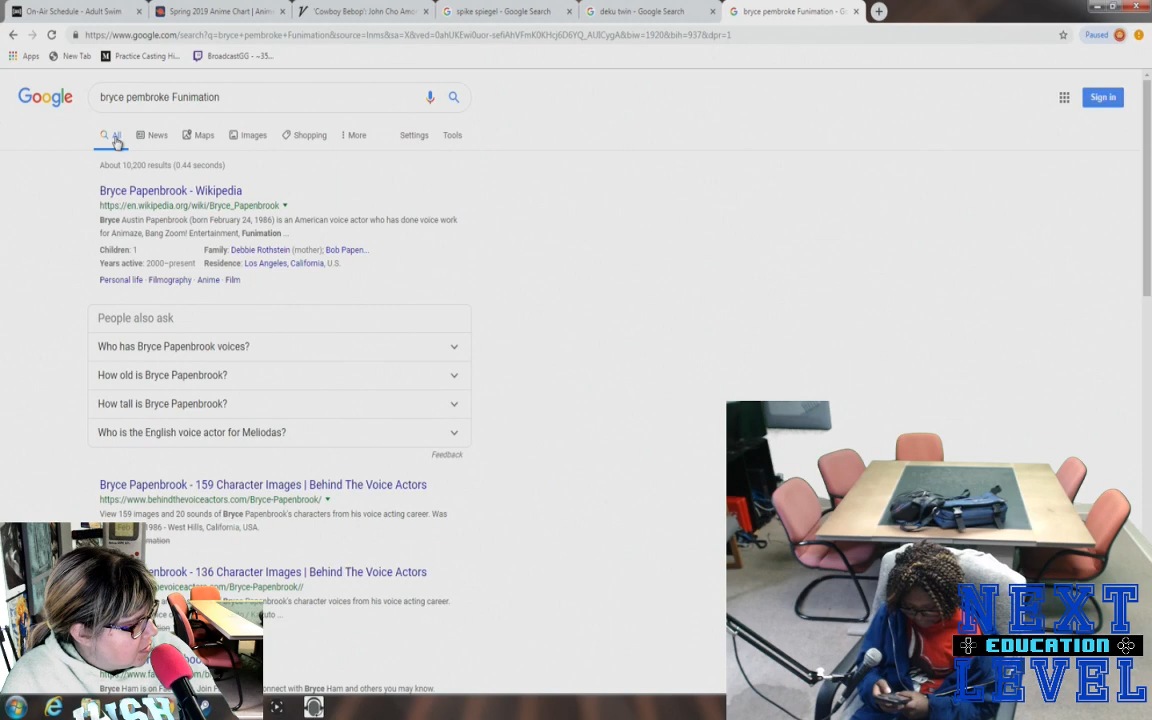 On-Air Schedule - Adult Swim
Spring 2019 Anime Chart | Anim
'Cowboy Bebop': John Cho Amo
spike spiegel - Google Search
deku twin - Google Search
bryce pembroke Funimation - G
https://www.google.com/search?q=bryce+pembroke+Funimation&source=lnms&sa=X&ved=0ahUKEwi0uor-sefiAhVFmK0KHcj6D6YQ_AUICygA&biw=1920&bih=937&dpr=1
Paused
Apps
New Tab
Practice Casting Hi...
BroadcastGG - ~35...
Google
bryce pembroke Funimation
Sign in
All
News
Maps
Images
Shopping
More
Settings
Tools
About 10,200 results (0.44 seconds)
Bryce Papenbrook - Wikipedia
https://en.wikipedia.org/wiki/Bryce_Papenbrook
Bryce Austin Papenbrook (born February 24, 1986) is an American voice actor who has done voice work
for Animaze, Bang Zoom! Entertainment, Funimation ...
Children: 1 Family: Debbie Rothstein (mother); Bob Papen...
Years active: 2000–present Residence: Los Angeles, California, U.S.
Personal life · Filmography · Anime · Film
People also ask
Who has Bryce Papenbrook voices?
How old is Bryce Papenbrook?
How tall is Bryce Papenbrook?
Who is the English voice actor for Meliodas?
Feedback
Bryce Papenbrook - 159 Character Images | Behind The Voice Actors
https://www.behindthevoiceactors.com/Bryce-Papenbrook/
View 159 images and 20 sounds of Bryce Papenbrook's characters from his voice acting career. Was
1986 - West Hills, California, USA.
- 136 Character Images | Behind The Voice Actors
.com/Bryce-Papenbrook//
Papenbrook's character voices from his voice acting career.
Bryce Ham is on connect with Bryce Ham and others you may know.
NEXT
EDUCATION
LEVEL